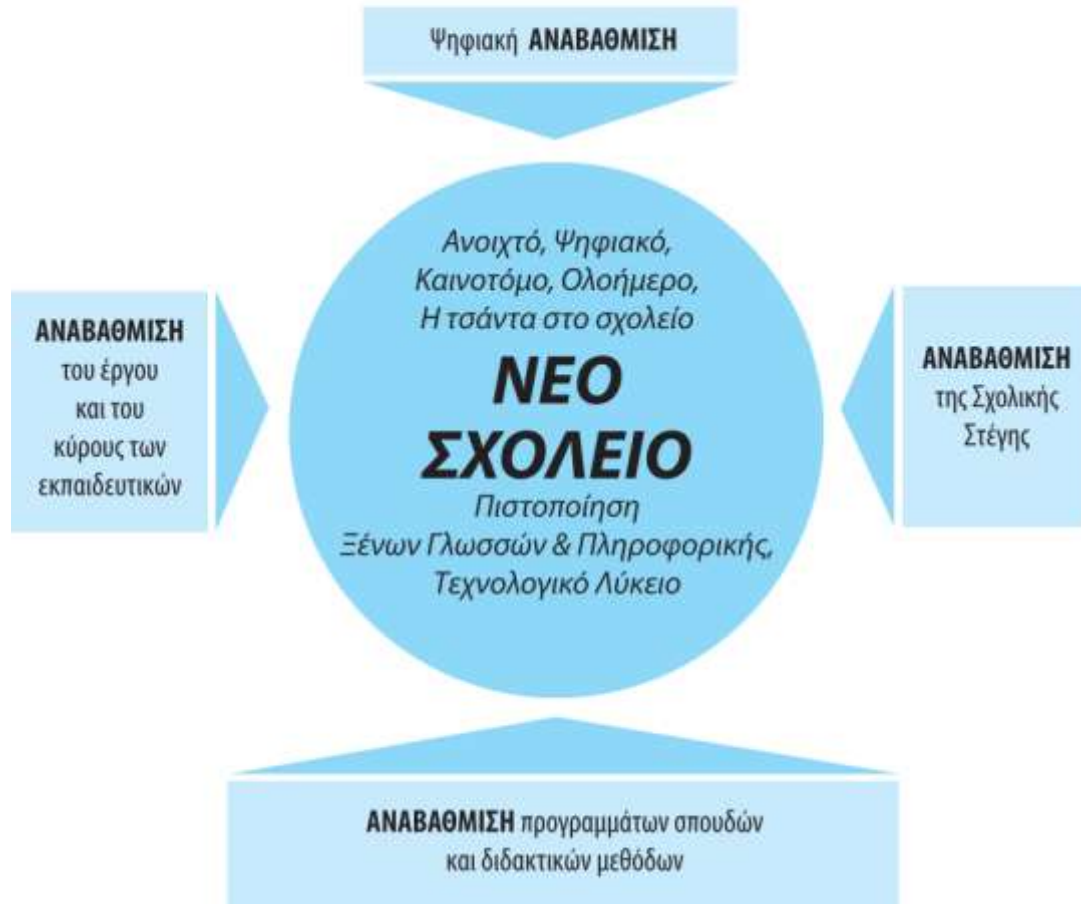 Ψηφιακή ΑΝΑΒΑΘΜΙΣΗ
Ανοιχτό, Ψηφιακό,
Καινοτόμο, Ολοήμερο,
Η τσάντα στο σχολείο
ΝΕΟ
ΣΧΟΛΕΙΟ
Πιστοποίηση
Ξένων Γλωσσών & Πληροφορικής,
Τεχνολογικό Λύκειο
ΑΝΑΒΑΘΜΙΣΗ
του έργου
και του
κύρους των
εκπαιδευτικών
ΑΝΑΒΑΘΜΙΣΗ
της Σχολικής
Στέγης
ΑΝΑΒΑΘΜΙΣΗ προγραμμάτων σπουδών
και διδακτικών μεθόδων